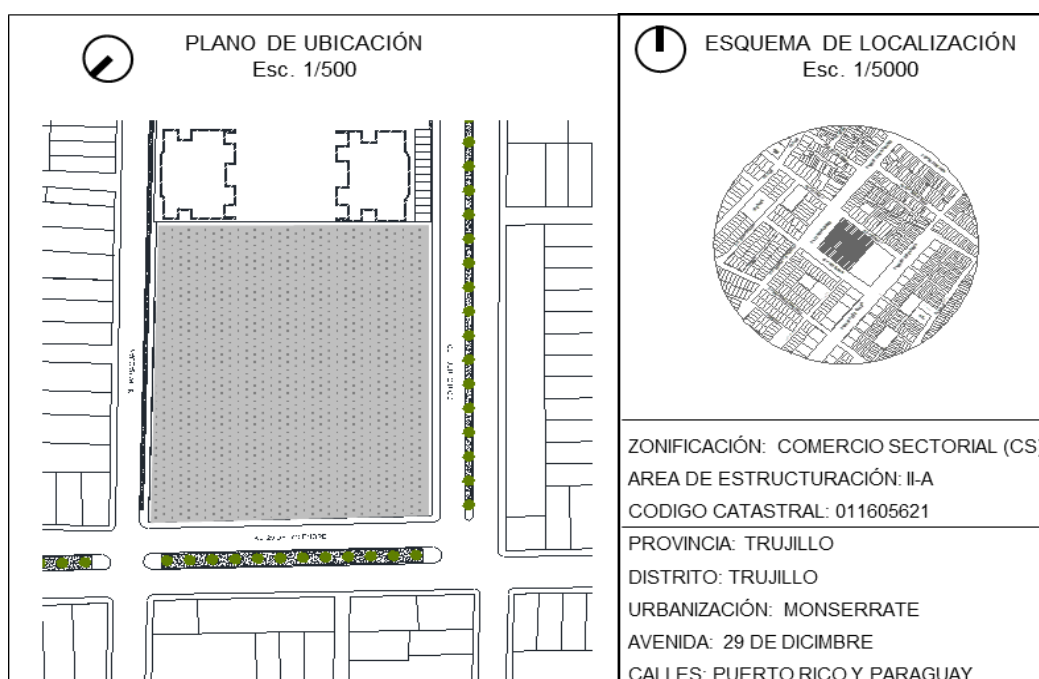 PLANO DE UBICACIÓN
Esc. 1/500
ESQUEMA DE LOCALIZACIÓN
Esc. 1/5000
ZONIFICACIÓN: COMERCIO SECTORIAL (CS)
AREA DE ESTRUCTURACIÓN: II-A
CODIGO CATASTRAL: 011605621
PROVINCIA: TRUJILLO
DISTRITO: TRUJILLO
URBANIZACIÓN: MONSERRATE
AVENIDA: 29 DE DICIMBRE
CALLES: PUERTO RICO Y PARAGUAY